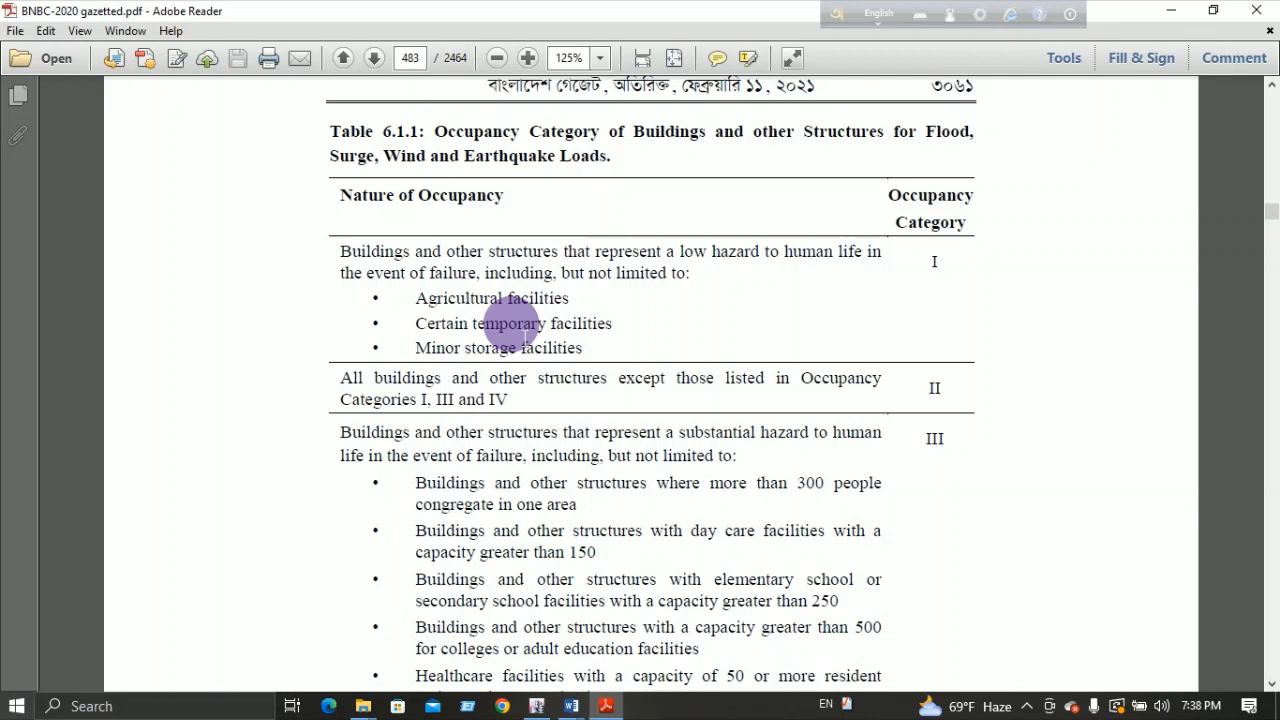 BNBC-2020 gazetted.pdf - Adobe Reader
English
File Edit View Window Help
Open 483 / 2464 125% Tools Fill & Sign Comment
বাংলাদেশ গেজেট, অতিরিক্ত, ফেব্রুয়ারি ১১, ২০২১ ৩০৬১
Table 6.1.1: Occupancy Category of Buildings and other Structures for Flood,
Surge, Wind and Earthquake Loads.
Nature of Occupancy Occupancy
Category
Buildings and other structures that represent a low hazard to human life in I
the event of failure, including, but not limited to:
• Agricultural facilities
• Certain temporary facilities
• Minor storage facilities
All buildings and other structures except those listed in Occupancy II
Categories I, III and IV
Buildings and other structures that represent a substantial hazard to human III
life in the event of failure, including, but not limited to:
• Buildings and other structures where more than 300 people
congregate in one area
• Buildings and other structures with day care facilities with a
capacity greater than 150
• Buildings and other structures with elementary school or
secondary school facilities with a capacity greater than 250
• Buildings and other structures with a capacity greater than 500
for colleges or adult education facilities
• Healthcare facilities with a capacity of 50 or more resident
Search EN 69°F Haze 7:38 PM